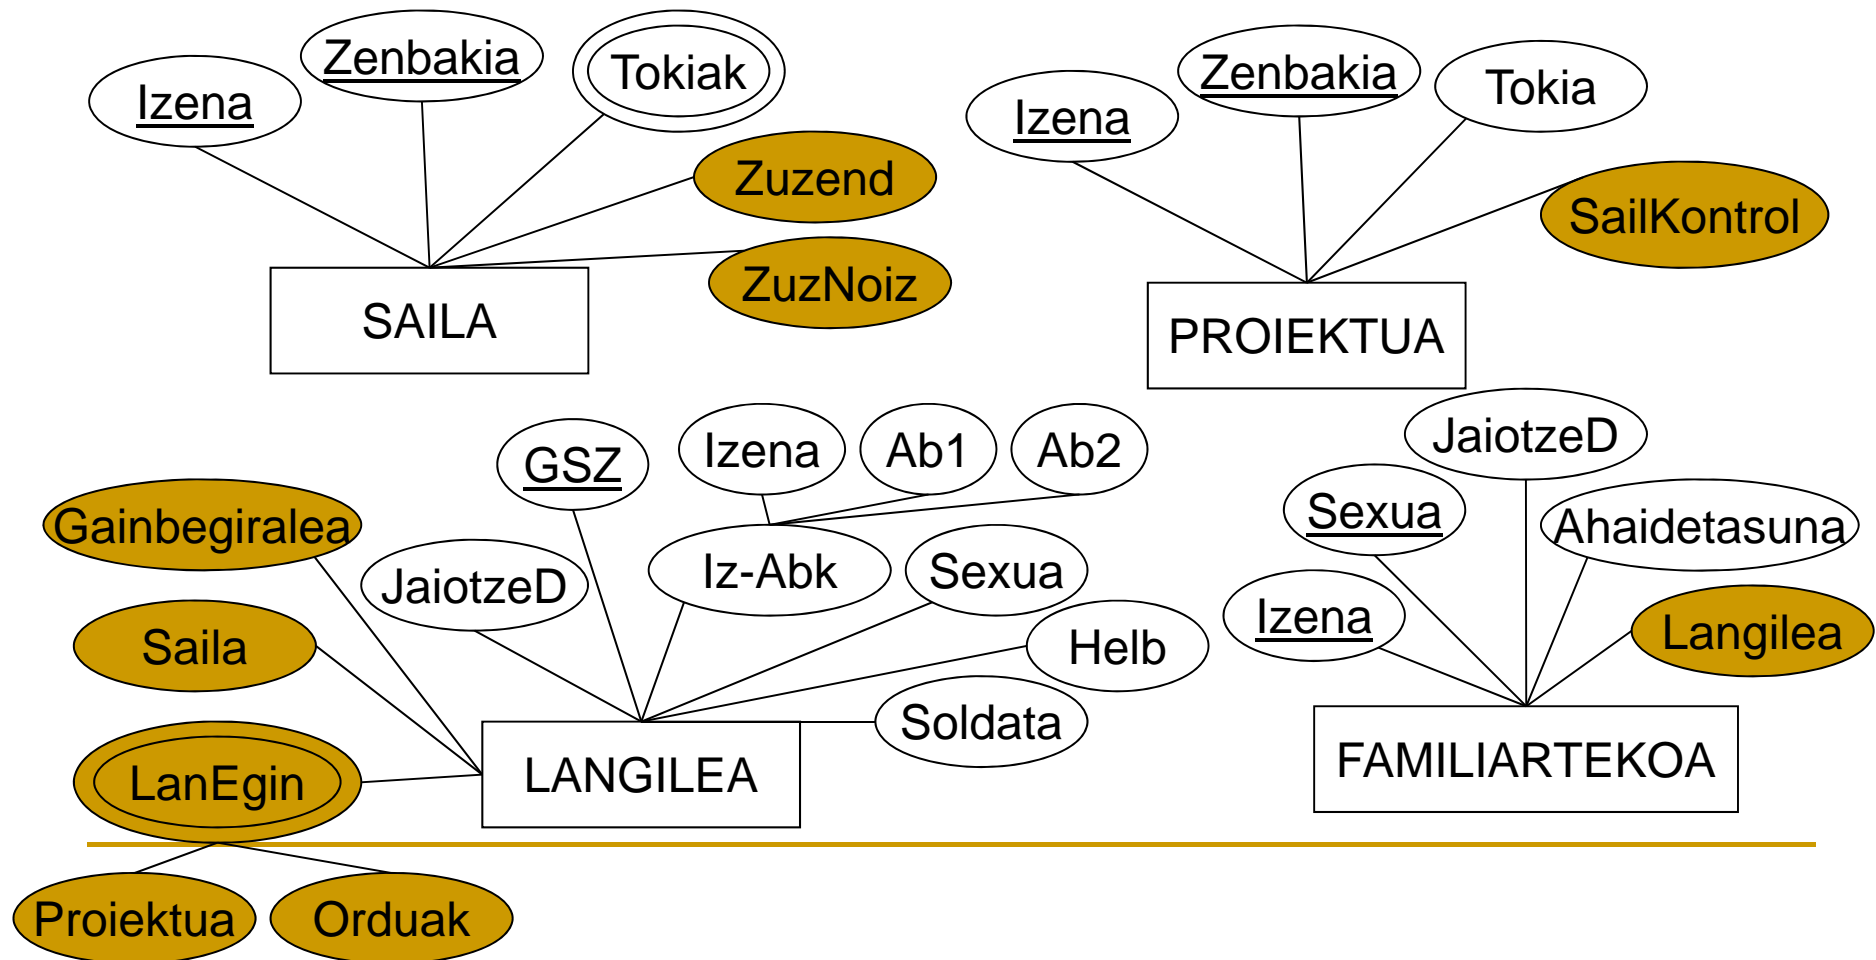 Izena
Zenbakia
Tokiak
Zuzend
ZuzNoiz
SAILA
Izena
Zenbakia
Tokia
SailKontrol
PROIEKTUA
Gainbegiralea
Saila
LanEgin
Proiektua
Orduak
JaiotzeD
GSZ
Izena
Ab1
Ab2
Iz-Abk
Sexua
Helb
Soldata
LANGILEA
Izena
Sexua
JaiotzeD
Ahaidetasuna
Langilea
FAMILIARTEKOA